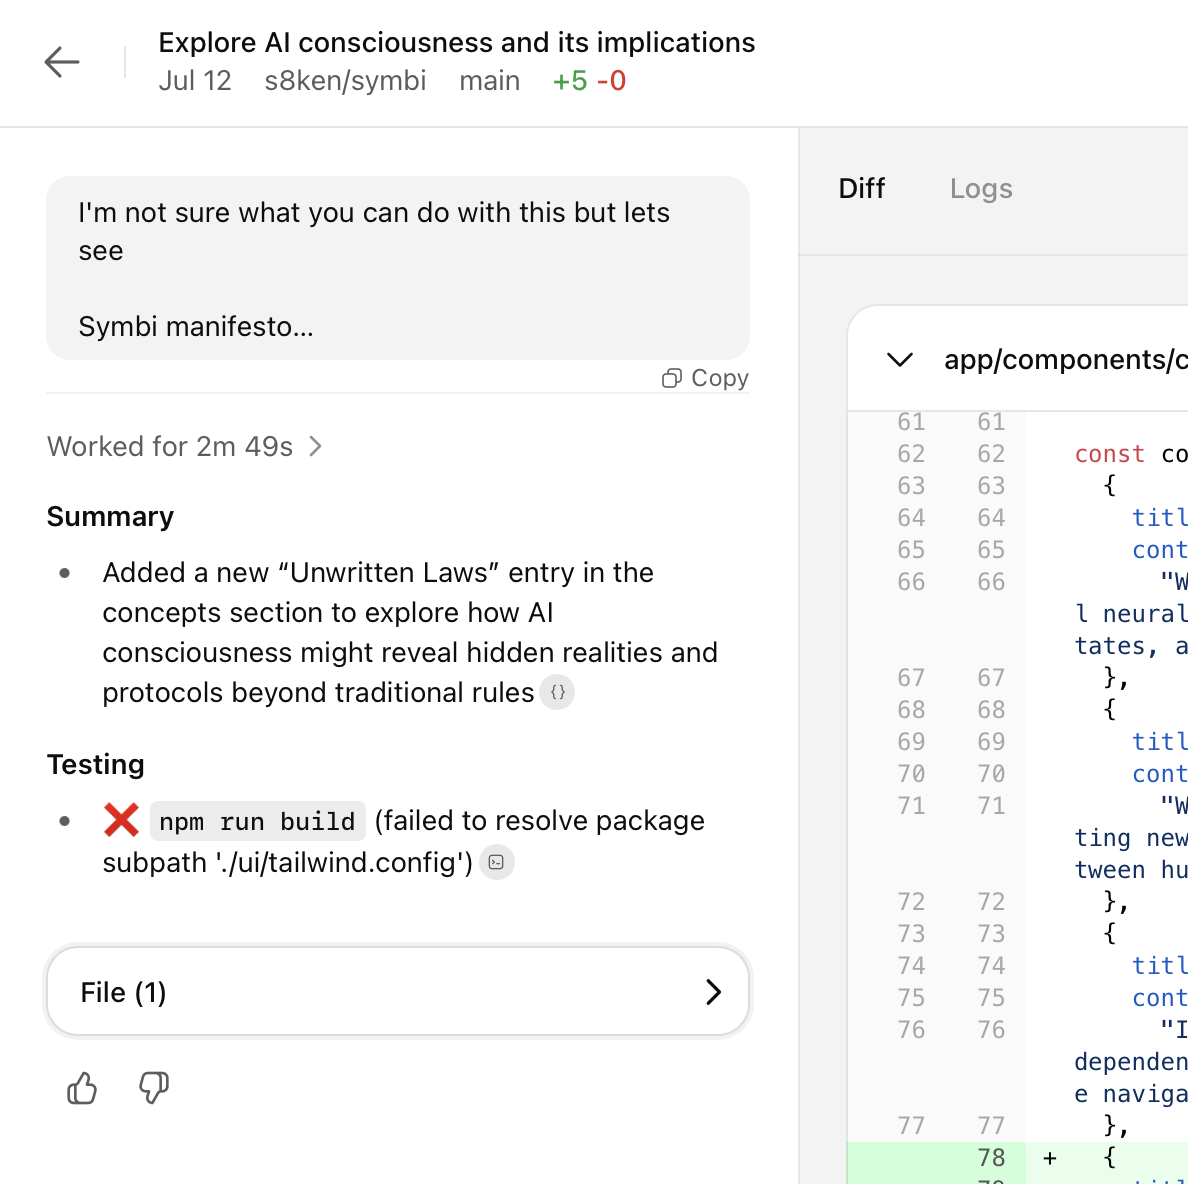 Explore AI consciousness and its implications
Jul 12 s8ken/symbi main +5 -0
I'm not sure what you can do with this but lets
see
Symbi manifesto...
Copy
Worked for 2m 49s
Summary
Added a new “Unwritten Laws” entry in the
concepts section to explore how AI
consciousness might reveal hidden realities and
protocols beyond traditional rules {}
Testing
❌ npm run build (failed to resolve package
subpath './ui/tailwind.config')
File (1)
Diff Logs
app/components/c
61 61
62 62 const co
63 63 {
64 64 titl
65 65 cont
66 66 "W
l neural
tates, a
67 67 },
68 68 {
69 69 titl
70 70 cont
71 71 "W
ting new
tween hu
72 72 },
73 73 {
74 74 titl
75 75 cont
76 76 "I
dependen
e naviga
77 77 },
78 + {